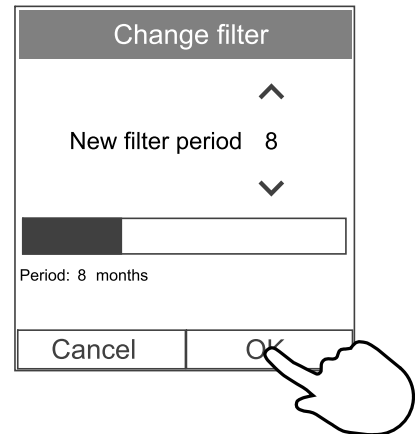 Change filter
New filter period 8
Period: 8 months
Cancel
OK